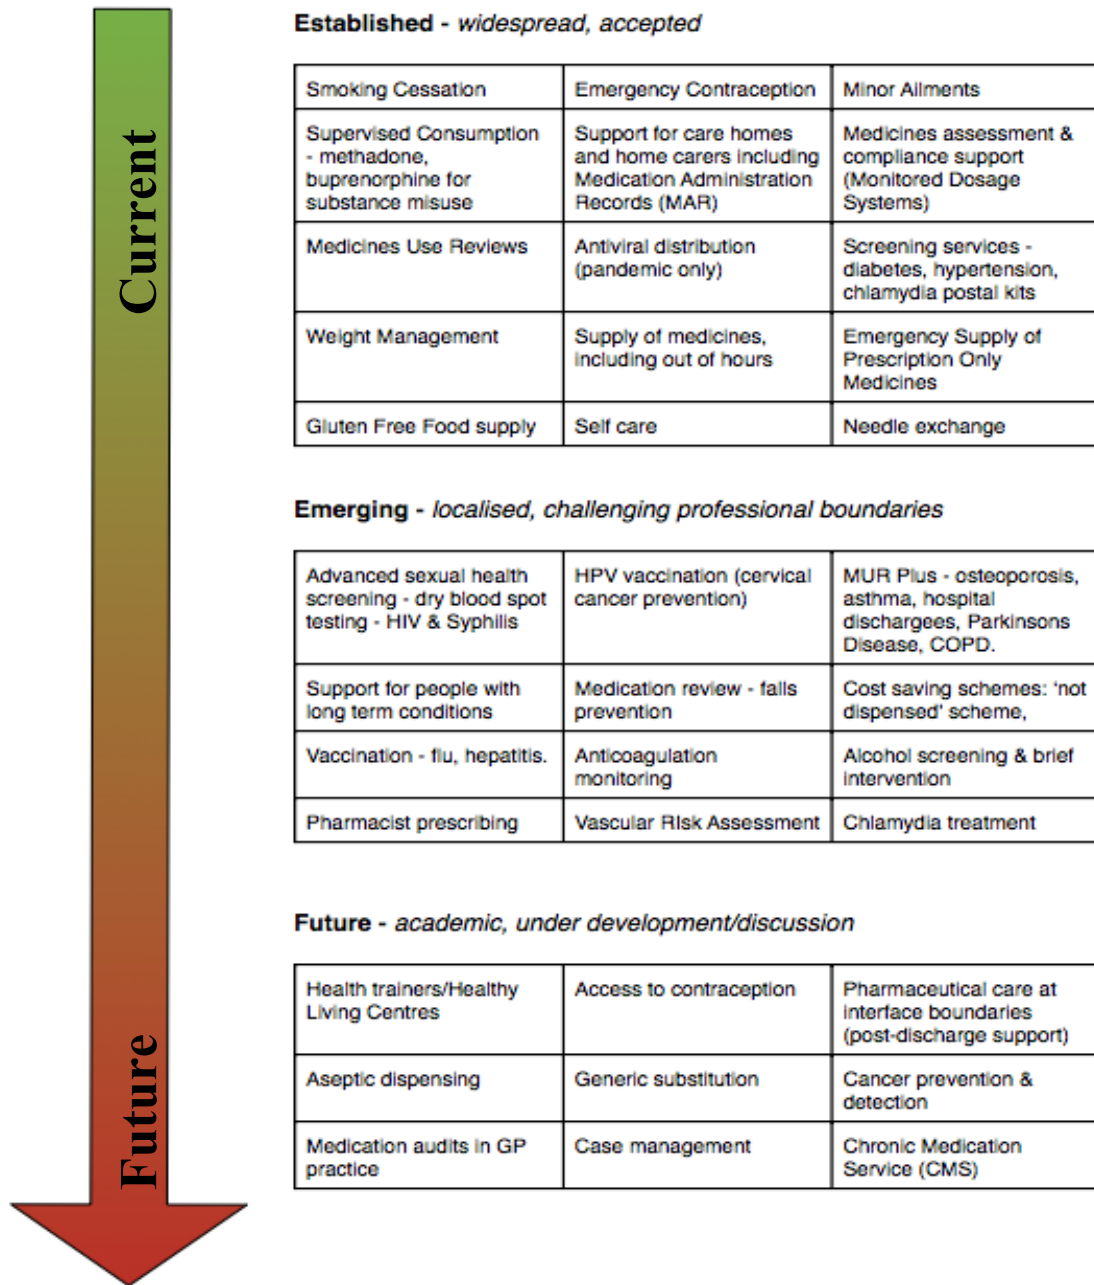 Current
Future
Established - widespread, accepted
Smoking Cessation
Emergency Contraception
Minor Ailments
Supervised Consumption
- methadone,
buprenorphine for
substance misuse
Support for care homes
and home carers including
Medication Administration
Records (MAR)
Medicines assessment &
compliance support
(Monitored Dosage
Systems)
Medicines Use Reviews
Antiviral distribution
(pandemic only)
Screening services -
diabetes, hypertension,
chlamydia postal kits
Weight Management
Supply of medicines,
including out of hours
Emergency Supply of
Prescription Only
Medicines
Gluten Free Food supply
Self care
Needle exchange
Emerging - localised, challenging professional boundaries
Advanced sexual health
screening - dry blood spot
testing - HIV & Syphilis
HPV vaccination (cervical
cancer prevention)
MUR Plus - osteoporosis,
asthma, hospital
dischargees, Parkinsons
Disease, COPD.
Support for people with
long term conditions
Medication review - falls
prevention
Cost saving schemes: ‘not
dispensed’ scheme,
Vaccination - flu, hepatitis.
Anticoagulation
monitoring
Alcohol screening & brief
intervention
Pharmacist prescribing
Vascular RIsk Assessment
Chlamydia treatment
Future - academic, under development/discussion
Health trainers/Healthy
Living Centres
Access to contraception
Pharmaceutical care at
interface boundaries
(post-discharge support)
Aseptic dispensing
Generic substitution
Cancer prevention &
detection
Medication audits in GP
practice
Case management
Chronic Medication
Service (CMS)